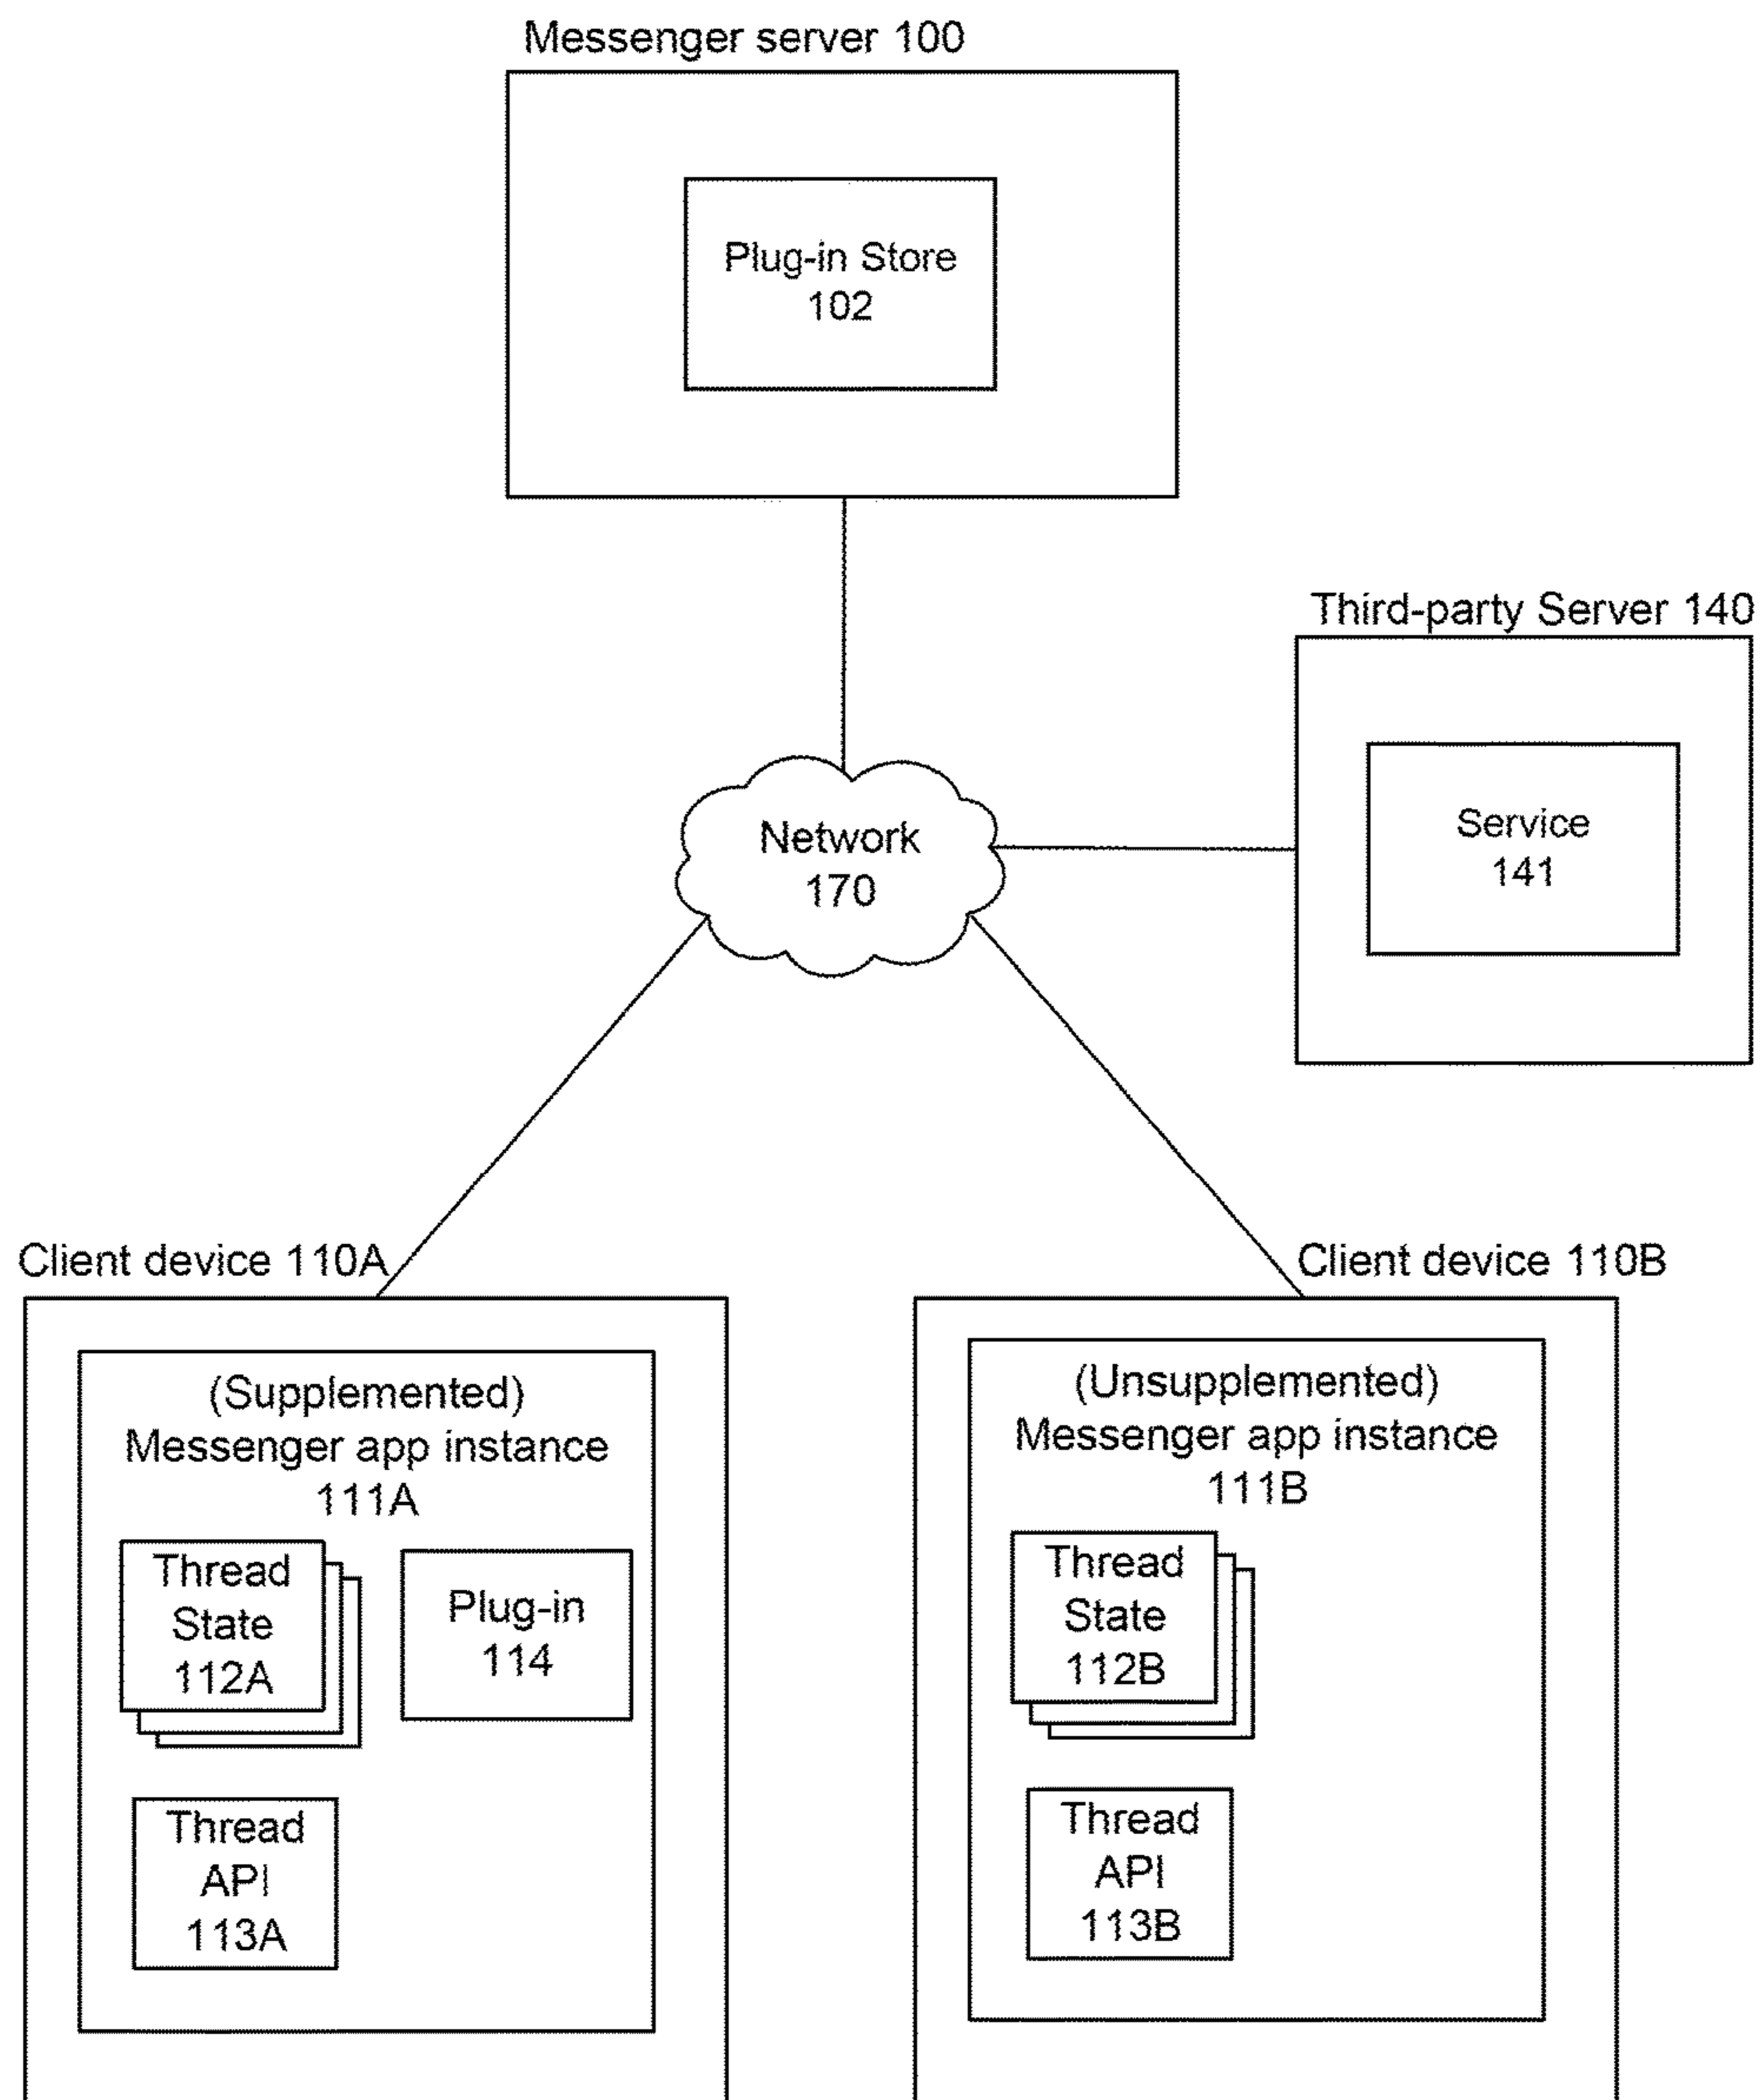 Messenger server 100
Plug-in Store
102
Third-party Server 140
Service
141
Network
170
Client device 110A
(Supplemented)
Messenger app instance
111A
Thread
State
112A
Plug-in
114
Thread
API
113A
Client device 110B
(Unsupplemented)
Messenger app instance
111B
Thread
State
112B
Thread
API
113B